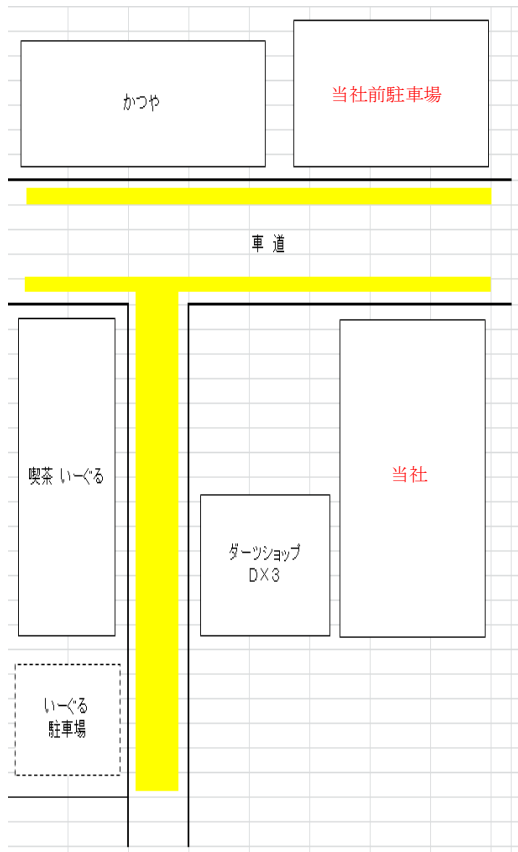 かつや
当社前駐車場
車 道
喫茶 いーぐる
当社
ダーツショップ
D×3
いーぐる
駐車場